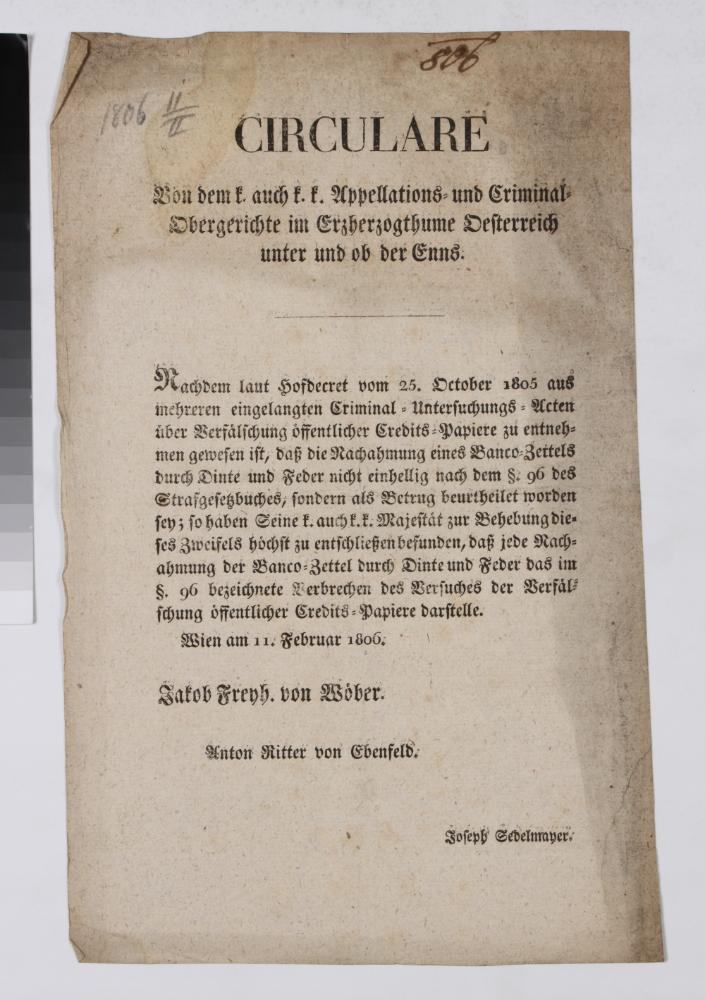 806
1806 II/II
CIRCULARE
Von dem k. auch k. k. Appellations- und Criminal-
Obergerichte im Erzherzogthume Oesterreich
unter und ob der Enns.
Nachdem laut Hofdecret vom 25. October 1805 aus
mehreren eingelangten Criminal-Untersuchungs-Acten
über Verfälschung öffentlicher Credits-Papiere zu entneh-
men gewesen ist, daß die Nachahmung eines Banco-Zettels
durch Dinte und Feder nicht einhellig nach dem §. 96 des
Strafgesetzbuches, sondern als Betrug beurtheilet worden
sey; so haben Seine k. auch k. k. Majestät zur Behebung die-
ses Zweifels höchst zu entschließen befunden, daß jede Nach-
ahmung der Banco-Zettel durch Dinte und Feder das im
§. 96 bezeichnete Verbrechen des Versuches der Verfäl-
schung öffentlicher Credits-Papiere darstelle.
Wien am 11. Februar 1806.
Jakob Freyh. von Wöber.
Anton Ritter von Ebenfeld.
Joseph Sedelmayer.